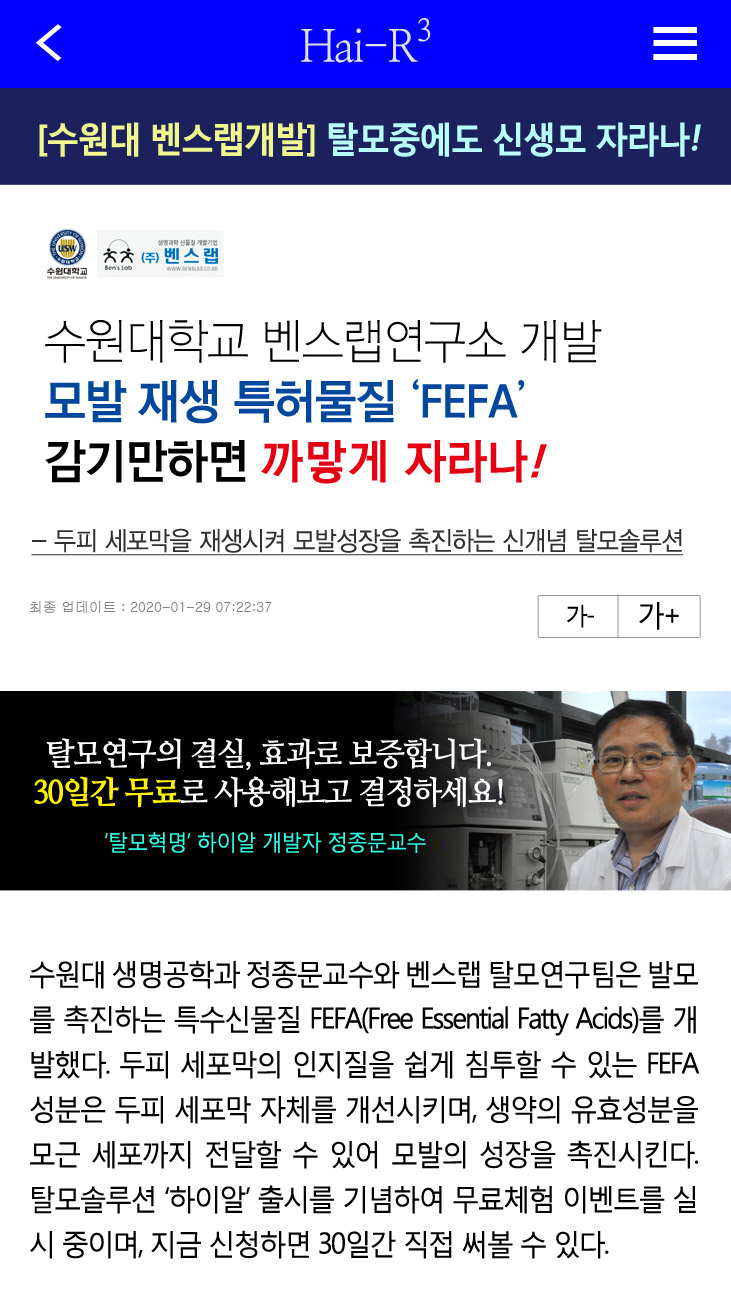 Hai-R³
[수원대 벤스랩개발] 탈모중에도 신생모 자라나!
USW
수원대학교
생명과학 신물질 개발기업
(주) 벤스랩
Ben's Lab
WWW.BENSLAB.CO.KR
수원대학교 벤스랩연구소 개발
모발 재생 특허물질 ‘FEFA’
감기만하면 까맣게 자라나!
– 두피 세포막을 재생시켜 모발성장을 촉진하는 신개념 탈모솔루션
최종 업데이트 : 2020-01-29 07:22:37
가- 가+
탈모연구의 결실, 효과로 보증합니다.
30일간 무료로 사용해보고 결정하세요!
‘탈모혁명‘ 하이알 개발자 정종문교수
수원대 생명공학과 정종문교수와 벤스랩 탈모연구팀은 발모
를 촉진하는 특수신물질 FEFA(Free Essential Fatty Acids)를 개
발했다. 두피 세포막의 인지질을 쉽게 침투할 수 있는 FEFA
성분은 두피 세포막 자체를 개선시키며, 생약의 유효성분을
모근 세포까지 전달할 수 있어 모발의 성장을 촉진시킨다.
탈모솔루션 ‘하이알‘ 출시를 기념하여 무료체험 이벤트를 실
시 중이며, 지금 신청하면 30일간 직접 써볼 수 있다.